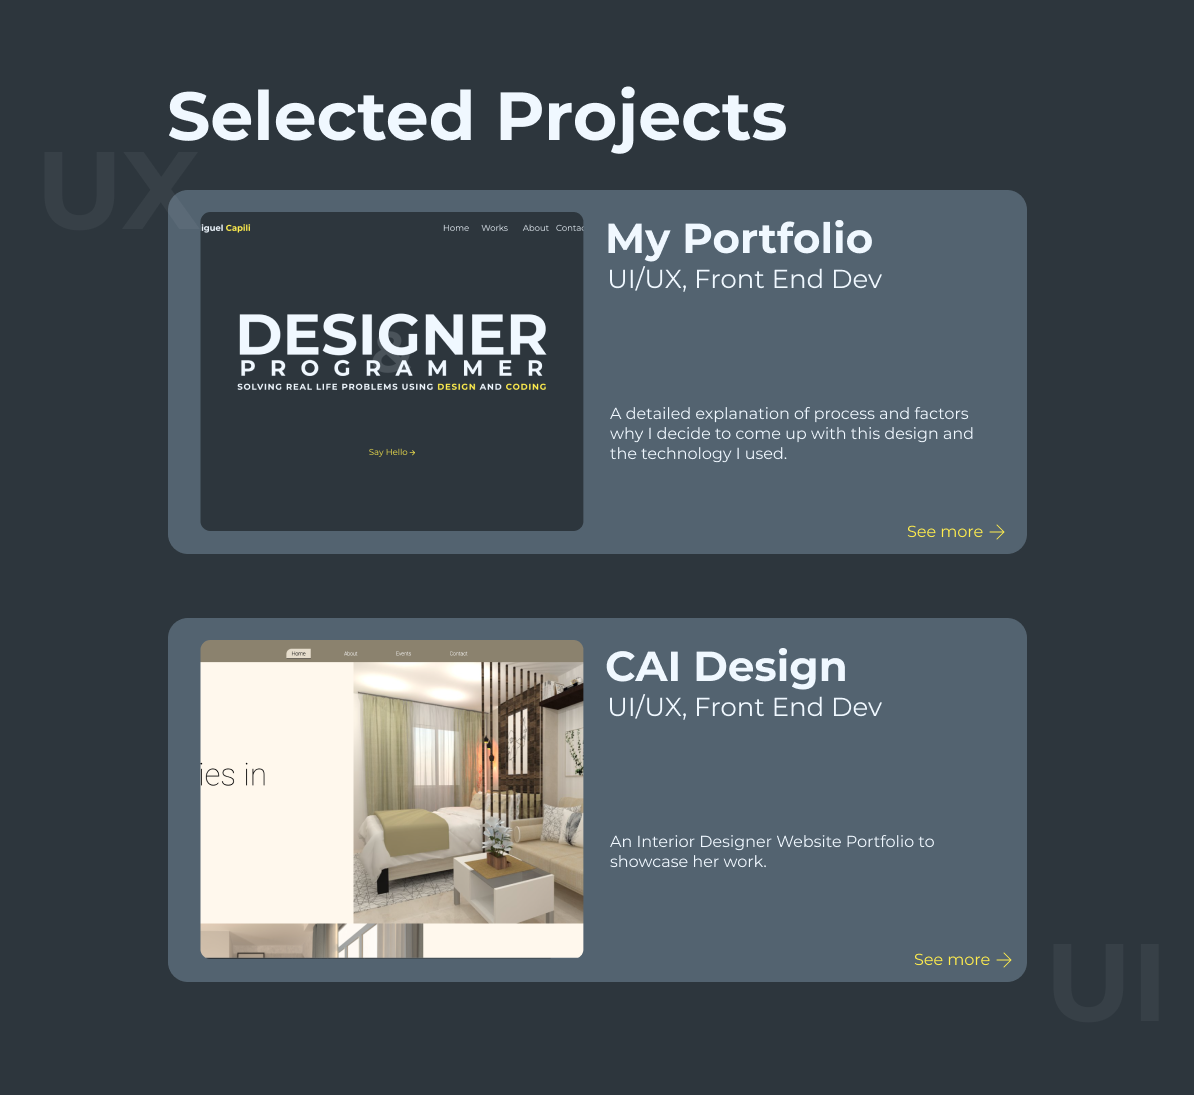 Selected Projects
UX
iguel Capili
Home Works About Contac
DESIGNER
&
PROGRAMMER
SOLVING REAL LIFE PROBLEMS USING DESIGN AND CODING
Say Hello →
My Portfolio
UI/UX, Front End Dev
A detailed explanation of process and factors
why I decide to come up with this design and
the technology I used.
See more →
Home About Events Contact
ies in
CAI Design
UI/UX, Front End Dev
An Interior Designer Website Portfolio to
showcase her work.
See more →
UI